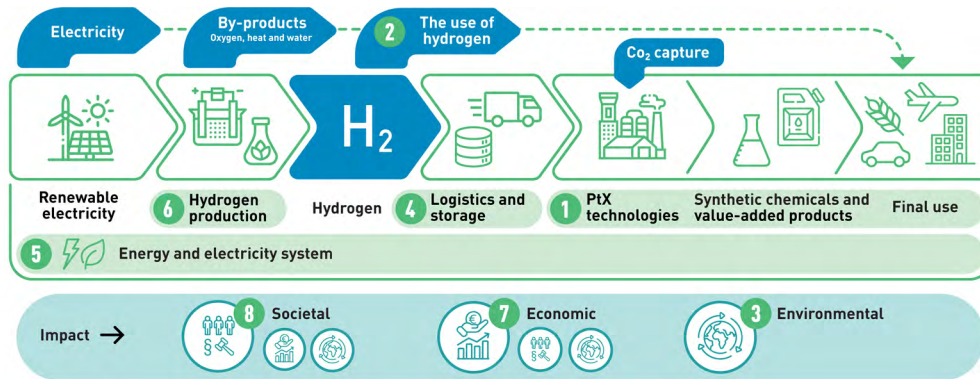 Electricity
By-products
Oxygen, heat and water
2
The use of
hydrogen
Co₂ capture
H₂
Renewable
electricity
6
Hydrogen
production
Hydrogen
4
Logistics and
storage
1
PtX
technologies
Synthetic chemicals and
value-added products
Final use
5
Energy and electricity system
Impact
8
Societal
7
Economic
3
Environmental